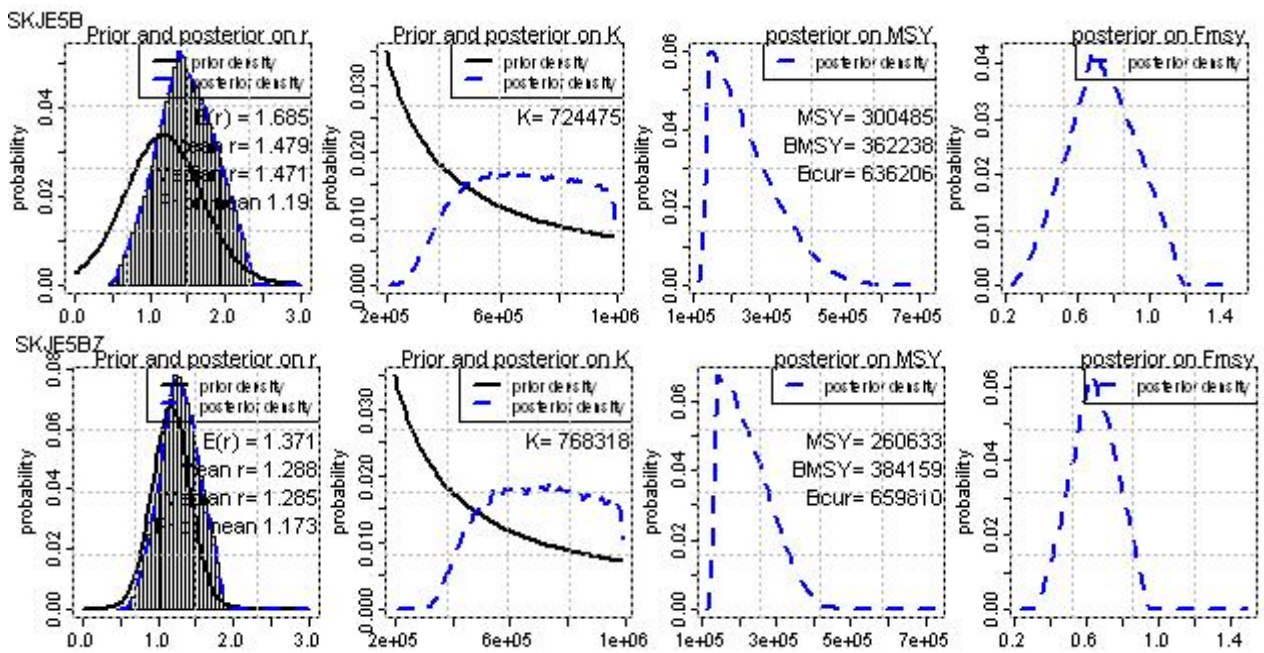 SKJE5B
Prior and posterior on r
prior density
posterior density
E(r) = 1.685
mean r= 1.479
r= 1.471
mean 1.19
probability
0.00 0.02 0.04
0.0 1.0 2.0 3.0
Prior and posterior on K
prior density
posterior density
K= 724475
probability
0.000 0.010 0.020 0.030
2e+05 6e+05 1e+06
posterior on MSY
posterior density
MSY= 300485
BMSY= 362238
Bcur= 636206
probability
0.00 0.02 0.04 0.06
1e+05 3e+05 5e+05 7e+05
posterior on Fmsy
posterior density
probability
0.00 0.01 0.02 0.03 0.04
0.2 0.6 1.0 1.4
SKJE5BZ
Prior and posterior on r
prior density
posterior density
E(r) = 1.371
mean r= 1.288
r= 1.285
mean 1.173
probability
0.00 0.02 0.04 0.06 0.08
0.0 1.0 2.0 3.0
Prior and posterior on K
prior density
posterior density
K= 768318
probability
0.000 0.010 0.020 0.030
2e+05 6e+05 1e+06
posterior on MSY
posterior density
MSY= 260633
BMSY= 384159
Bcur= 659810
probability
0.00 0.02 0.04 0.06
1e+05 3e+05 5e+05 7e+05
posterior on Fmsy
posterior density
probability
0.00 0.02 0.04 0.06
0.2 0.6 1.0 1.4